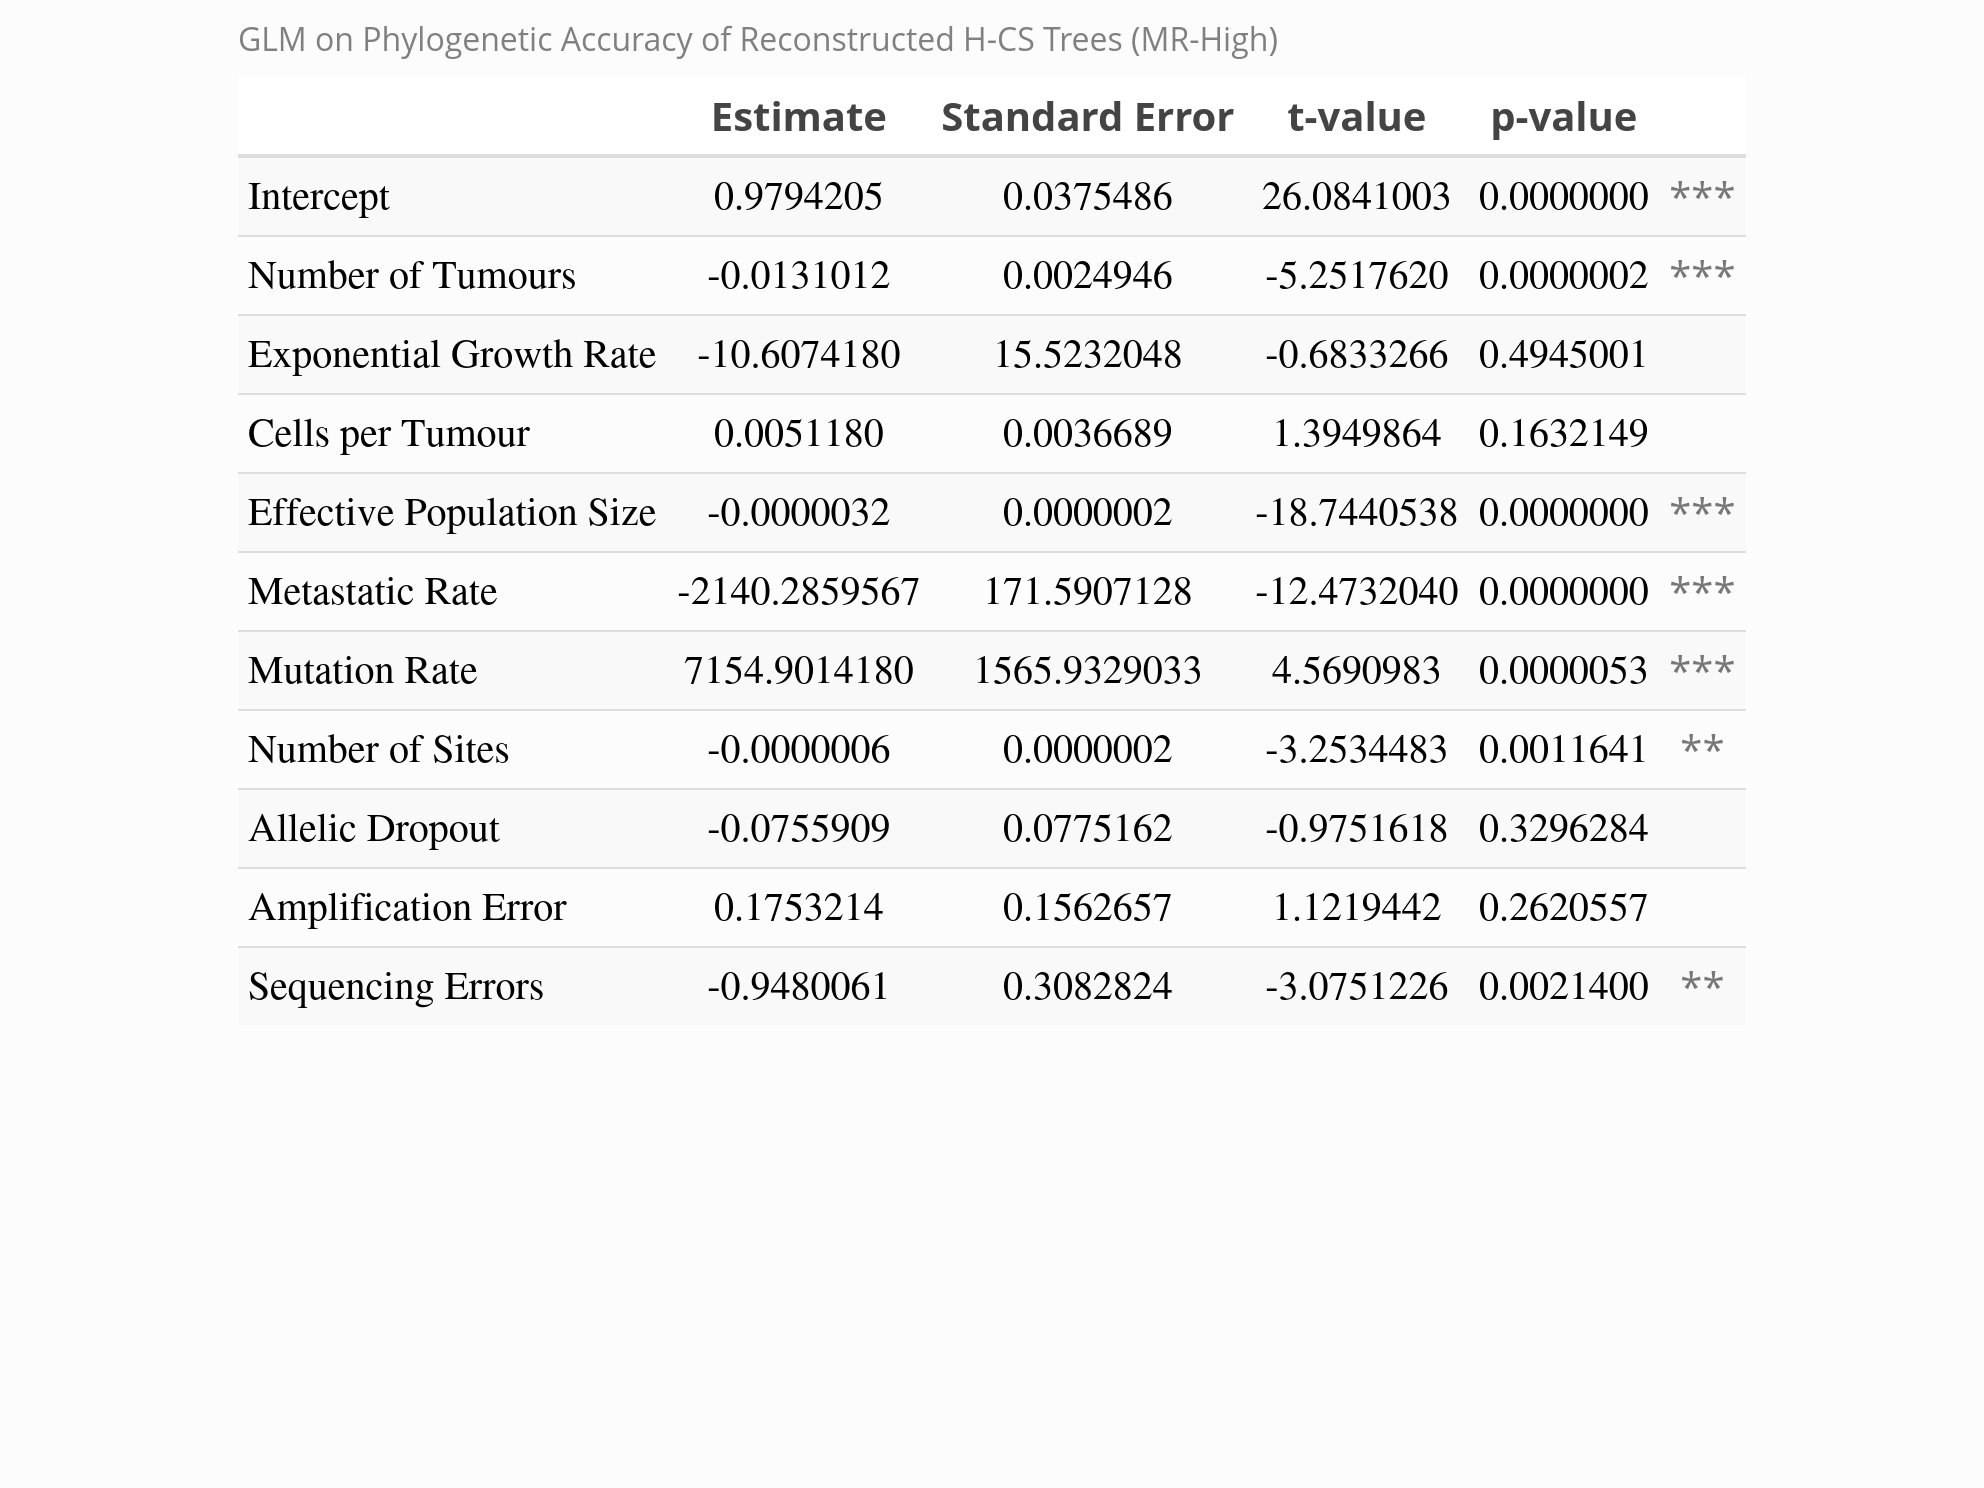 GLM on Phylogenetic Accuracy of Reconstructed H-CS Trees (MR-High)
Estimate Standard Error t-value p-value
Intercept 0.9794205 0.0375486 26.0841003 0.0000000 ***
Number of Tumours -0.0131012 0.0024946 -5.2517620 0.0000002 ***
Exponential Growth Rate -10.6074180 15.5232048 -0.6833266 0.4945001
Cells per Tumour 0.0051180 0.0036689 1.3949864 0.1632149
Effective Population Size -0.0000032 0.0000002 -18.7440538 0.0000000 ***
Metastatic Rate -2140.2859567 171.5907128 -12.4732040 0.0000000 ***
Mutation Rate 7154.9014180 1565.9329033 4.5690983 0.0000053 ***
Number of Sites -0.0000006 0.0000002 -3.2534483 0.0011641 **
Allelic Dropout -0.0755909 0.0775162 -0.9751618 0.3296284
Amplification Error 0.1753214 0.1562657 1.1219442 0.2620557
Sequencing Errors -0.9480061 0.3082824 -3.0751226 0.0021400 **